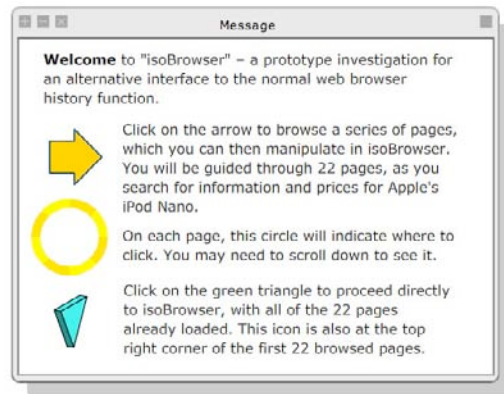 Message
Welcome to "isoBrowser" – a prototype investigation for
an alternative interface to the normal web browser
history function.
Click on the arrow to browse a series of pages,
which you can then manipulate in isoBrowser.
You will be guided through 22 pages, as you
search for information and prices for Apple's
iPod Nano.
On each page, this circle will indicate where to
click. You may need to scroll down to see it.
Click on the green triangle to proceed directly
to isoBrowser, with all of the 22 pages
already loaded. This icon is also at the top
right corner of the first 22 browsed pages.